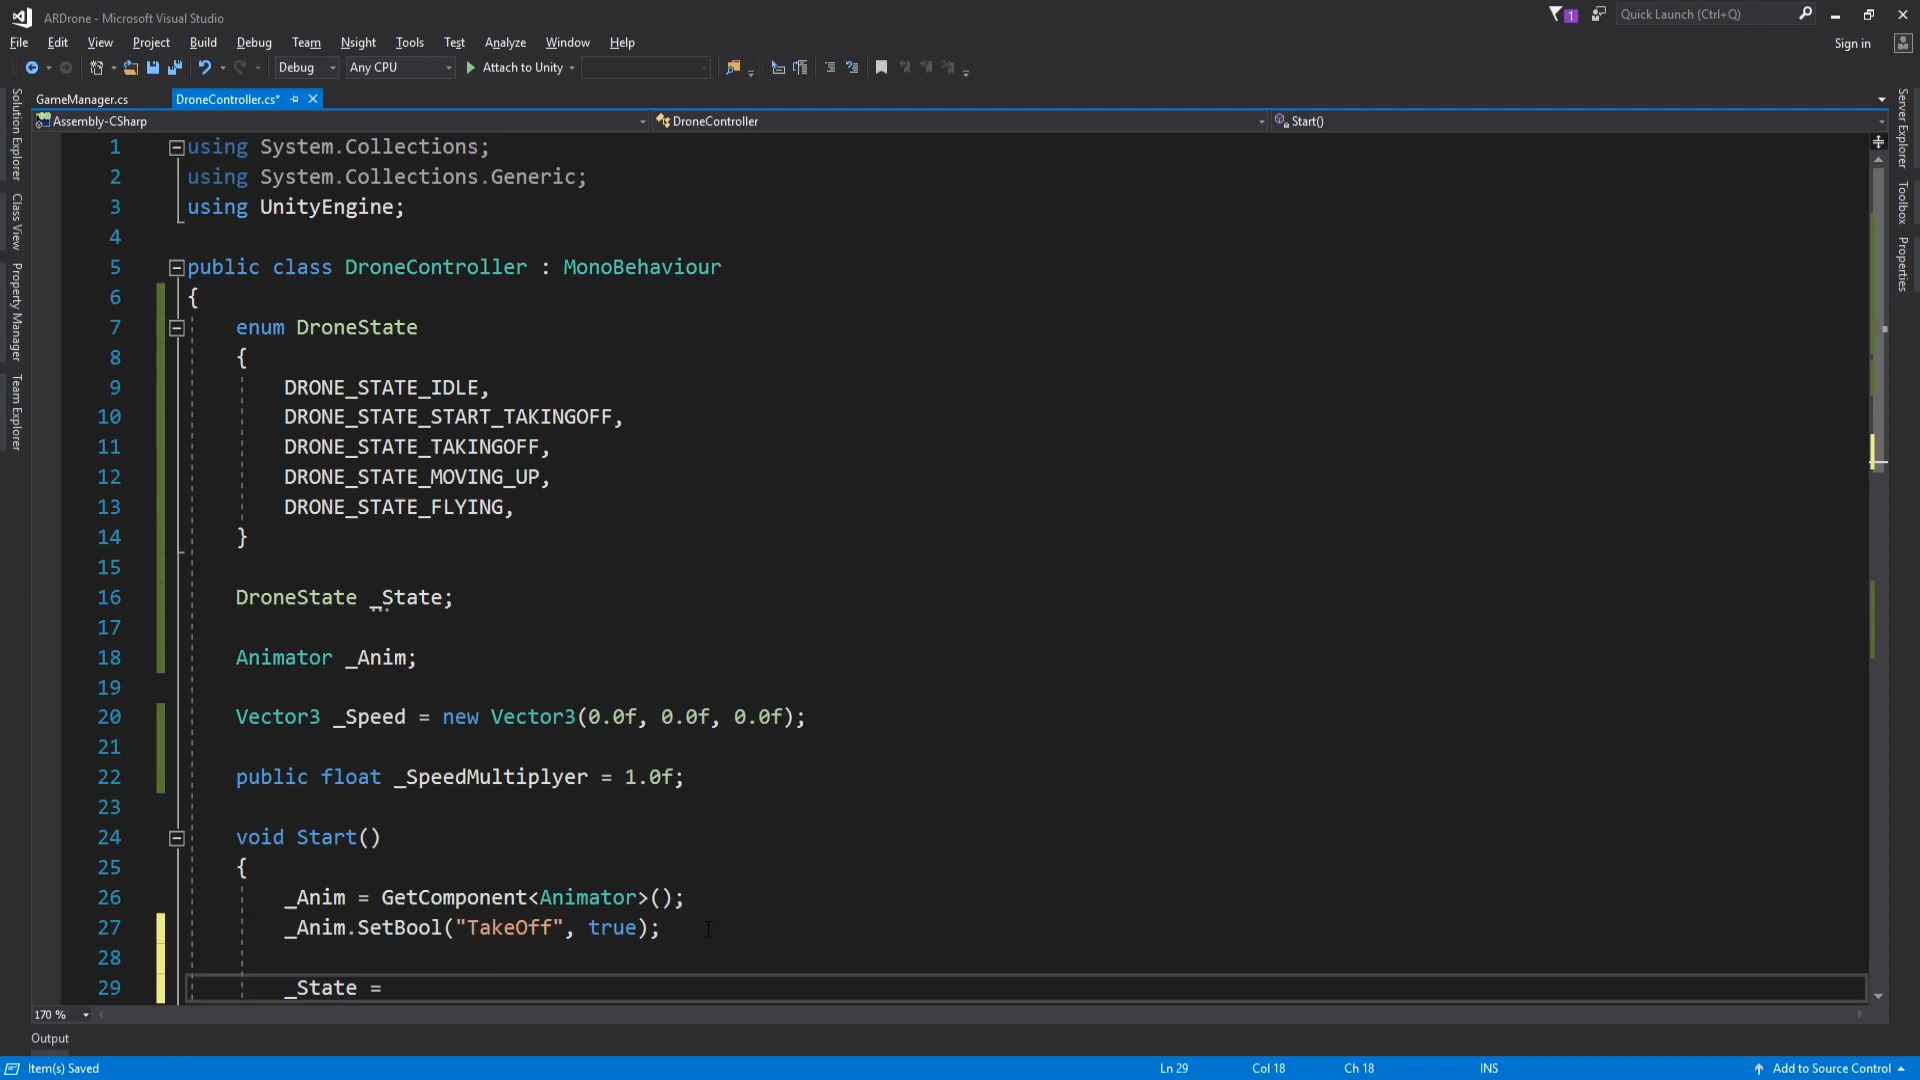 ARDrone - Microsoft Visual Studio
1
Quick Launch (Ctrl+Q)
File Edit View Project Build Debug Team Nsight Tools Test Analyze Window Help
Sign in
Debug Any CPU Attach to Unity
GameManager.cs DroneController.cs*
Assembly-CSharp DroneController Start()
Solution Explorer
Class View
Property Manager
Team Explorer
Server Explorer
Toolbox
Properties
1 using System.Collections;
2 using System.Collections.Generic;
3 using UnityEngine;
4
5 public class DroneController : MonoBehaviour
6 {
7 enum DroneState
8 {
9 DRONE_STATE_IDLE,
10 DRONE_STATE_START_TAKINGOFF,
11 DRONE_STATE_TAKINGOFF,
12 DRONE_STATE_MOVING_UP,
13 DRONE_STATE_FLYING,
14 }
15
16 DroneState _State;
17
18 Animator _Anim;
19
20 Vector3 _Speed = new Vector3(0.0f, 0.0f, 0.0f);
21
22 public float _SpeedMultiplyer = 1.0f;
23
24 void Start()
25 {
26 _Anim = GetComponent<Animator>();
27 _Anim.SetBool("TakeOff", true);
28
29 _State =
170 %
Output
Item(s) Saved Ln 29 Col 18 Ch 18 INS Add to Source Control